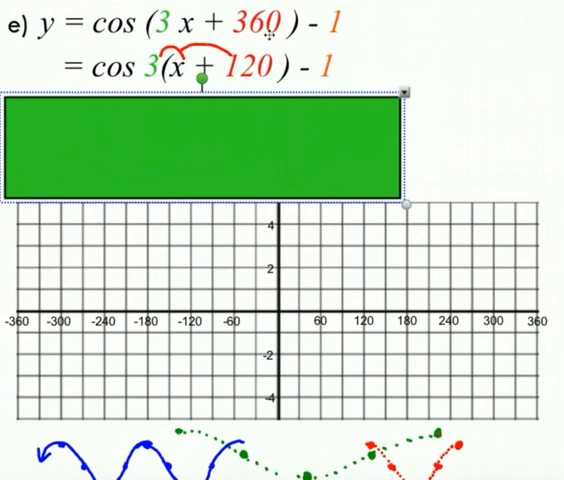 e) y = cos (3 x + 360 ) - 1
= cos 3(x + 120 ) - 1
4
2
-360 -300 -240 -180 -120 -60 60 120 180 240 300 360
-2
-4